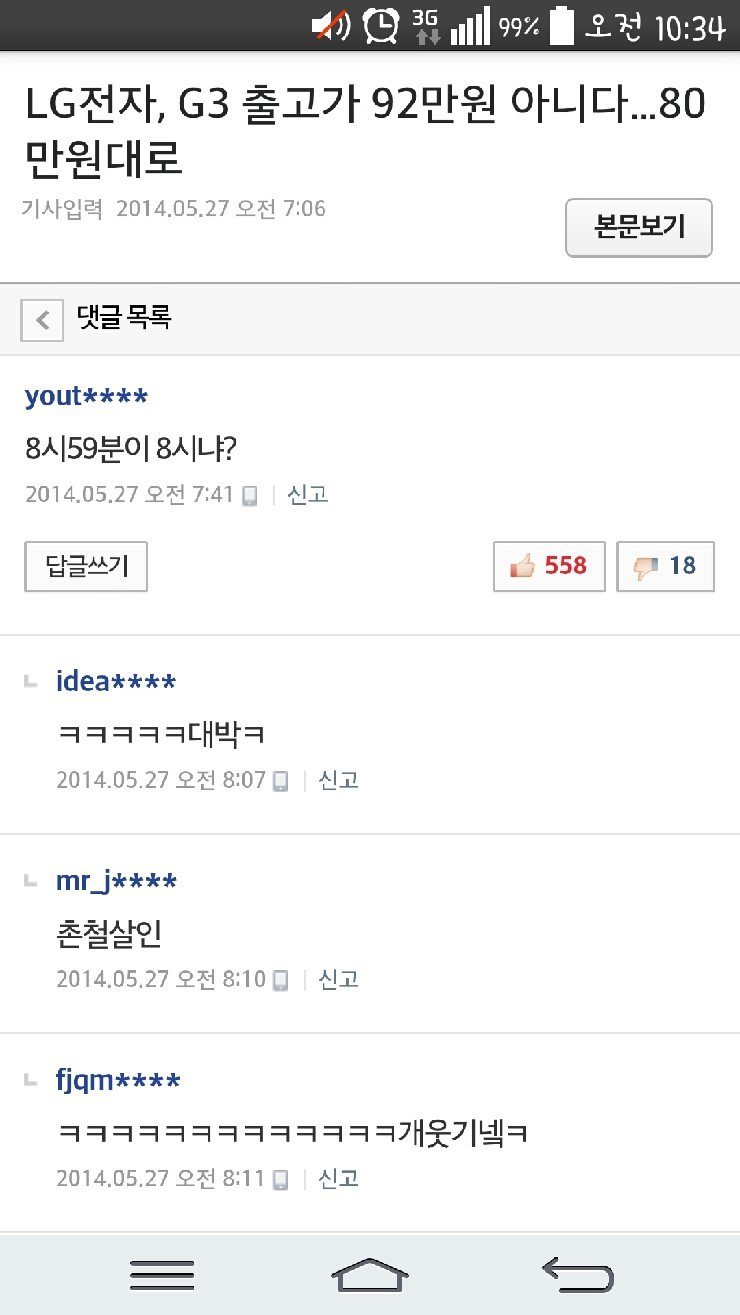 3G 99% 오전 10:34
LG전자, G3 출고가 92만원 아니다...80
만원대로
기사입력 2014.05.27 오전 7:06
본문보기
댓글 목록
yout****
8시59분이 8시냐?
2014.05.27 오전 7:41 신고
답글쓰기 558 18
idea****
ㅋㅋㅋㅋㅋ대박ㅋ
2014.05.27 오전 8:07 신고
mr_j****
촌철살인
2014.05.27 오전 8:10 신고
fjqm****
ㅋㅋㅋㅋㅋㅋㅋㅋㅋㅋㅋㅋㅋ개웃기넼ㅋ
2014.05.27 오전 8:11 신고